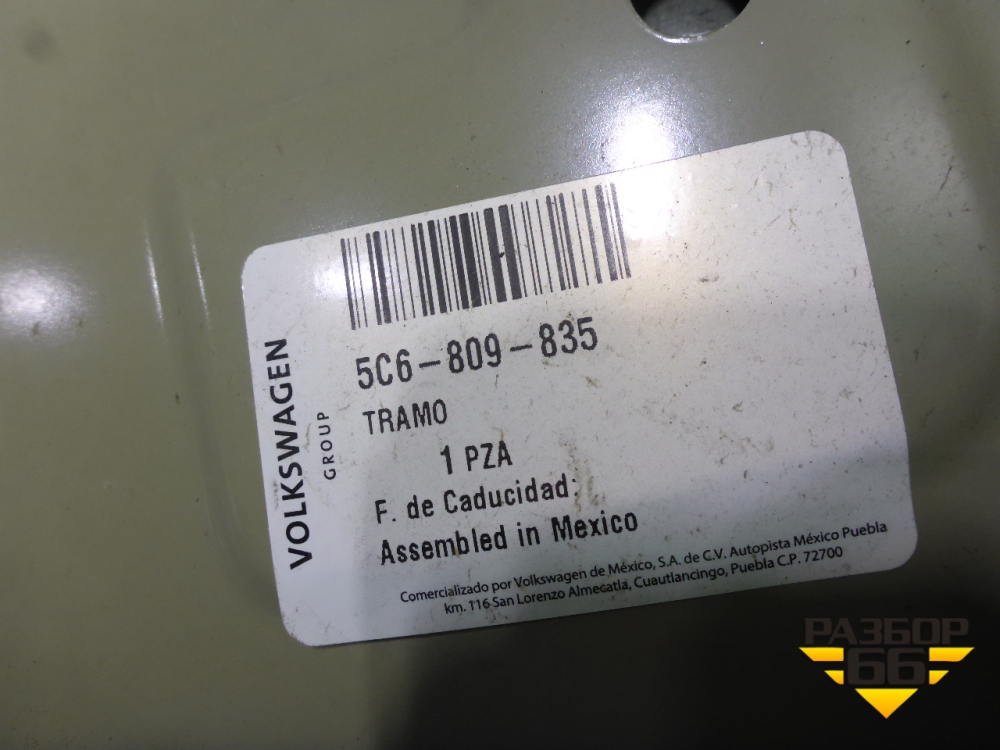 VOLKSWAGEN
GROUP
5C6-809-835
TRAMO
1 PZA
F. de Caducidad:
Assembled in Mexico
Comercializado por Volkswagen de México, S.A. de C.V. Autopista México Puebla
km. 116 San Lorenzo Almecatla, Cuautlancingo, Puebla C.P. 72700
РАЗБОР
66